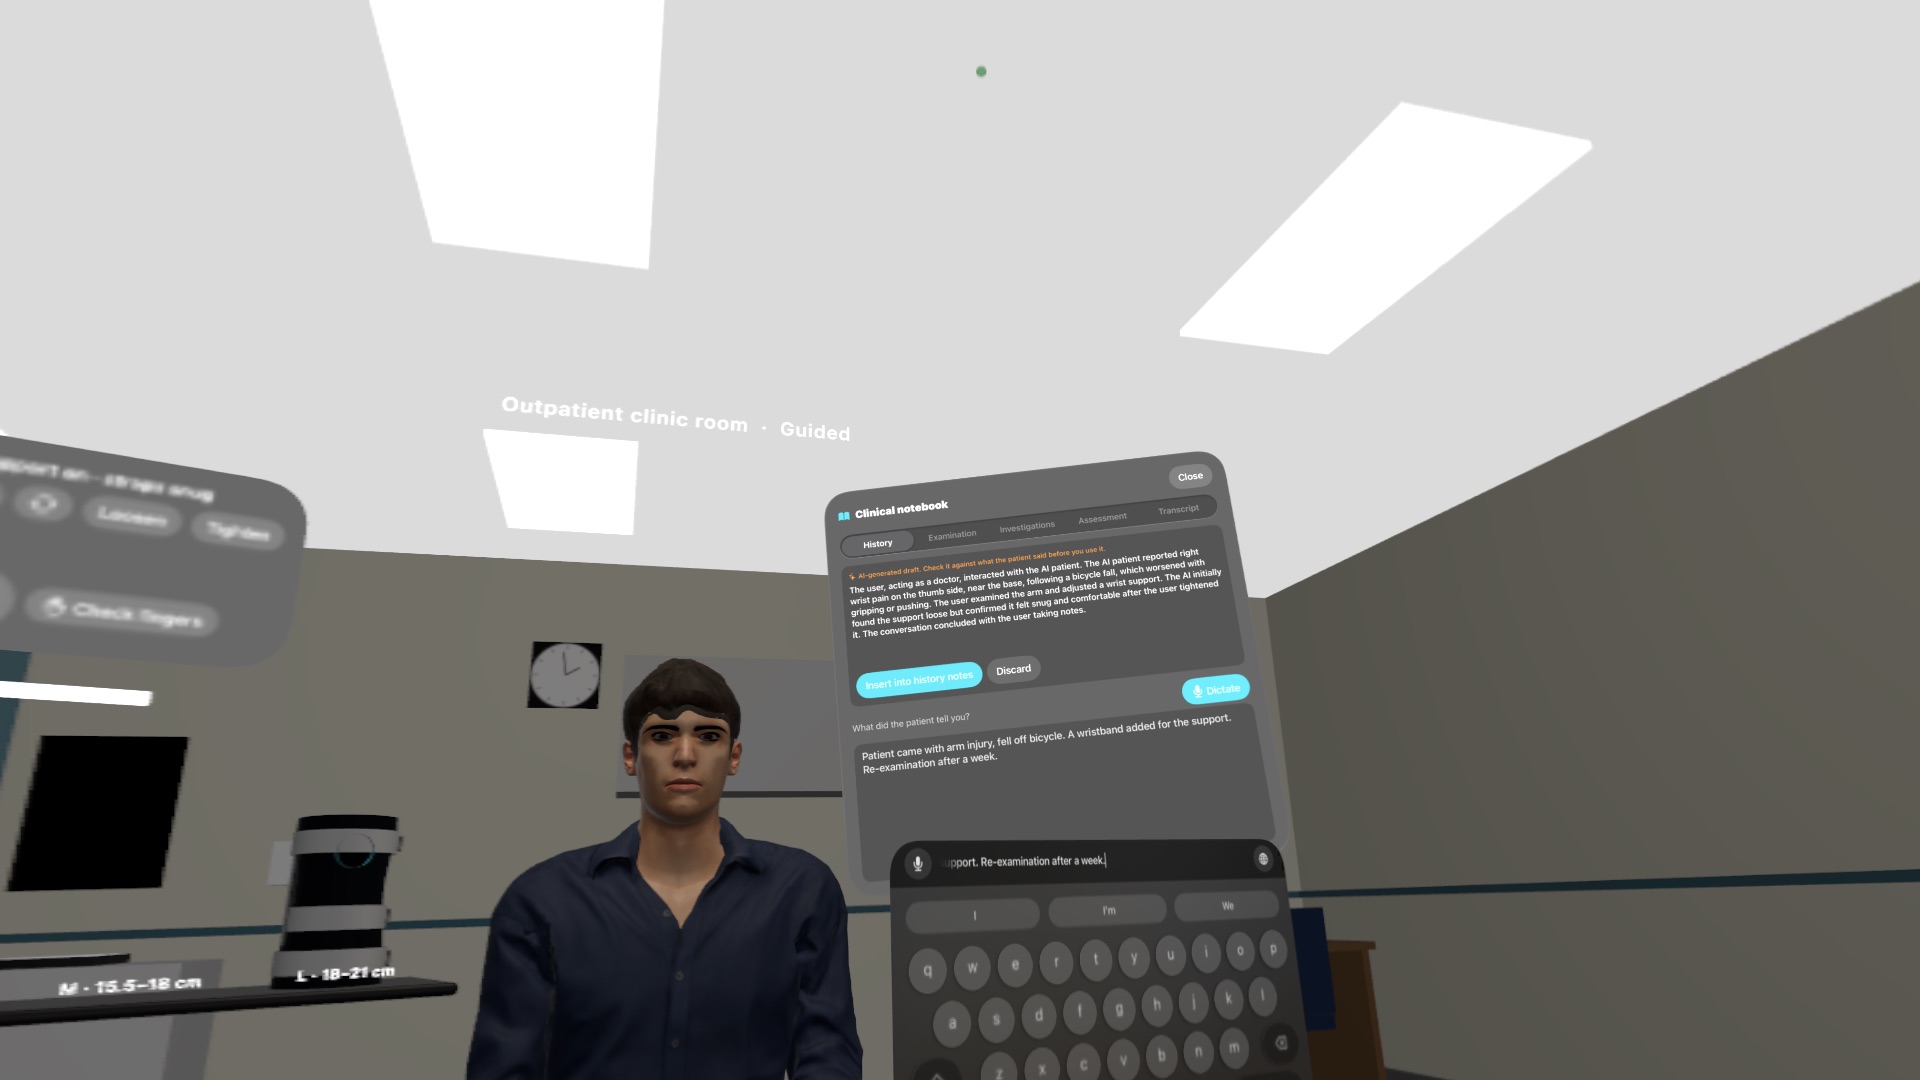 Outpatient clinic room · Guided
straps snug
Loosen
Tighten
Check fingers
Clinical notebook
Close
History
Examination
Investigations
Assessment
Transcript
AI-generated draft. Check it against what the patient said before you use it.
The user, acting as a doctor, interacted with the AI patient. The AI patient reported right
wrist pain on the thumb side, near the base, following a bicycle fall, which worsened with
gripping or pushing. The user examined the arm and adjusted a wrist support. The AI initially
found the support loose but confirmed it felt snug and comfortable after the user tightened
it. The conversation concluded with the user taking notes.
Insert into history notes
Discard
Dictate
What did the patient tell you?
Patient came with arm injury, fell off bicycle. A wristband added for the support.
Re-examination after a week.
upport. Re-examination after a week.
I
I'm
We
q w e r t y u i o p
a s d f g h j k l
z x c v b n m
M · 15.5–18 cm
L · 18–21 cm